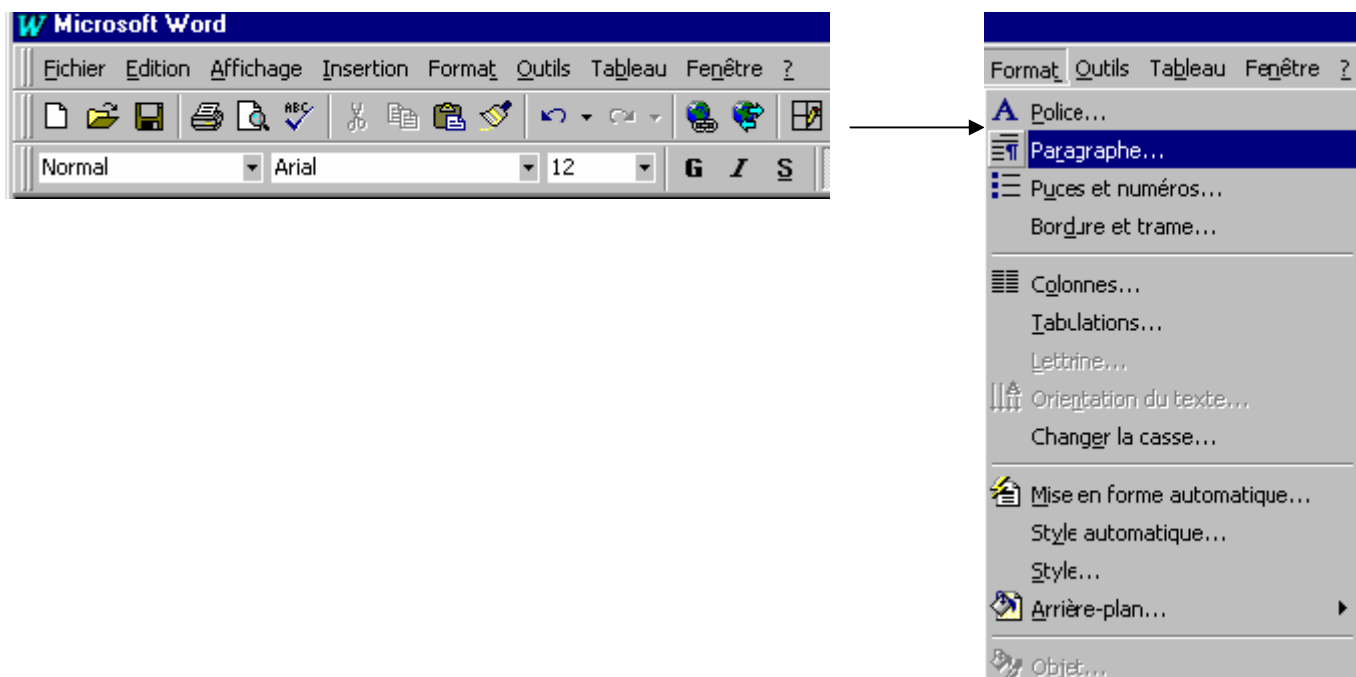 Microsoft Word
Fichier Edition Affichage Insertion Format Outils Tableau Fenêtre ?
ABC
Normal Arial 12 G I S
Format Outils Tableau Fenêtre ?
A Police...
Paragraphe...
Puces et numéros...
Bordure et trame...
Colonnes...
Tabulations...
Lettrine...
Orientation du texte...
Changer la casse...
Mise en forme automatique...
Style automatique...
Style...
Arrière-plan...
Objet...